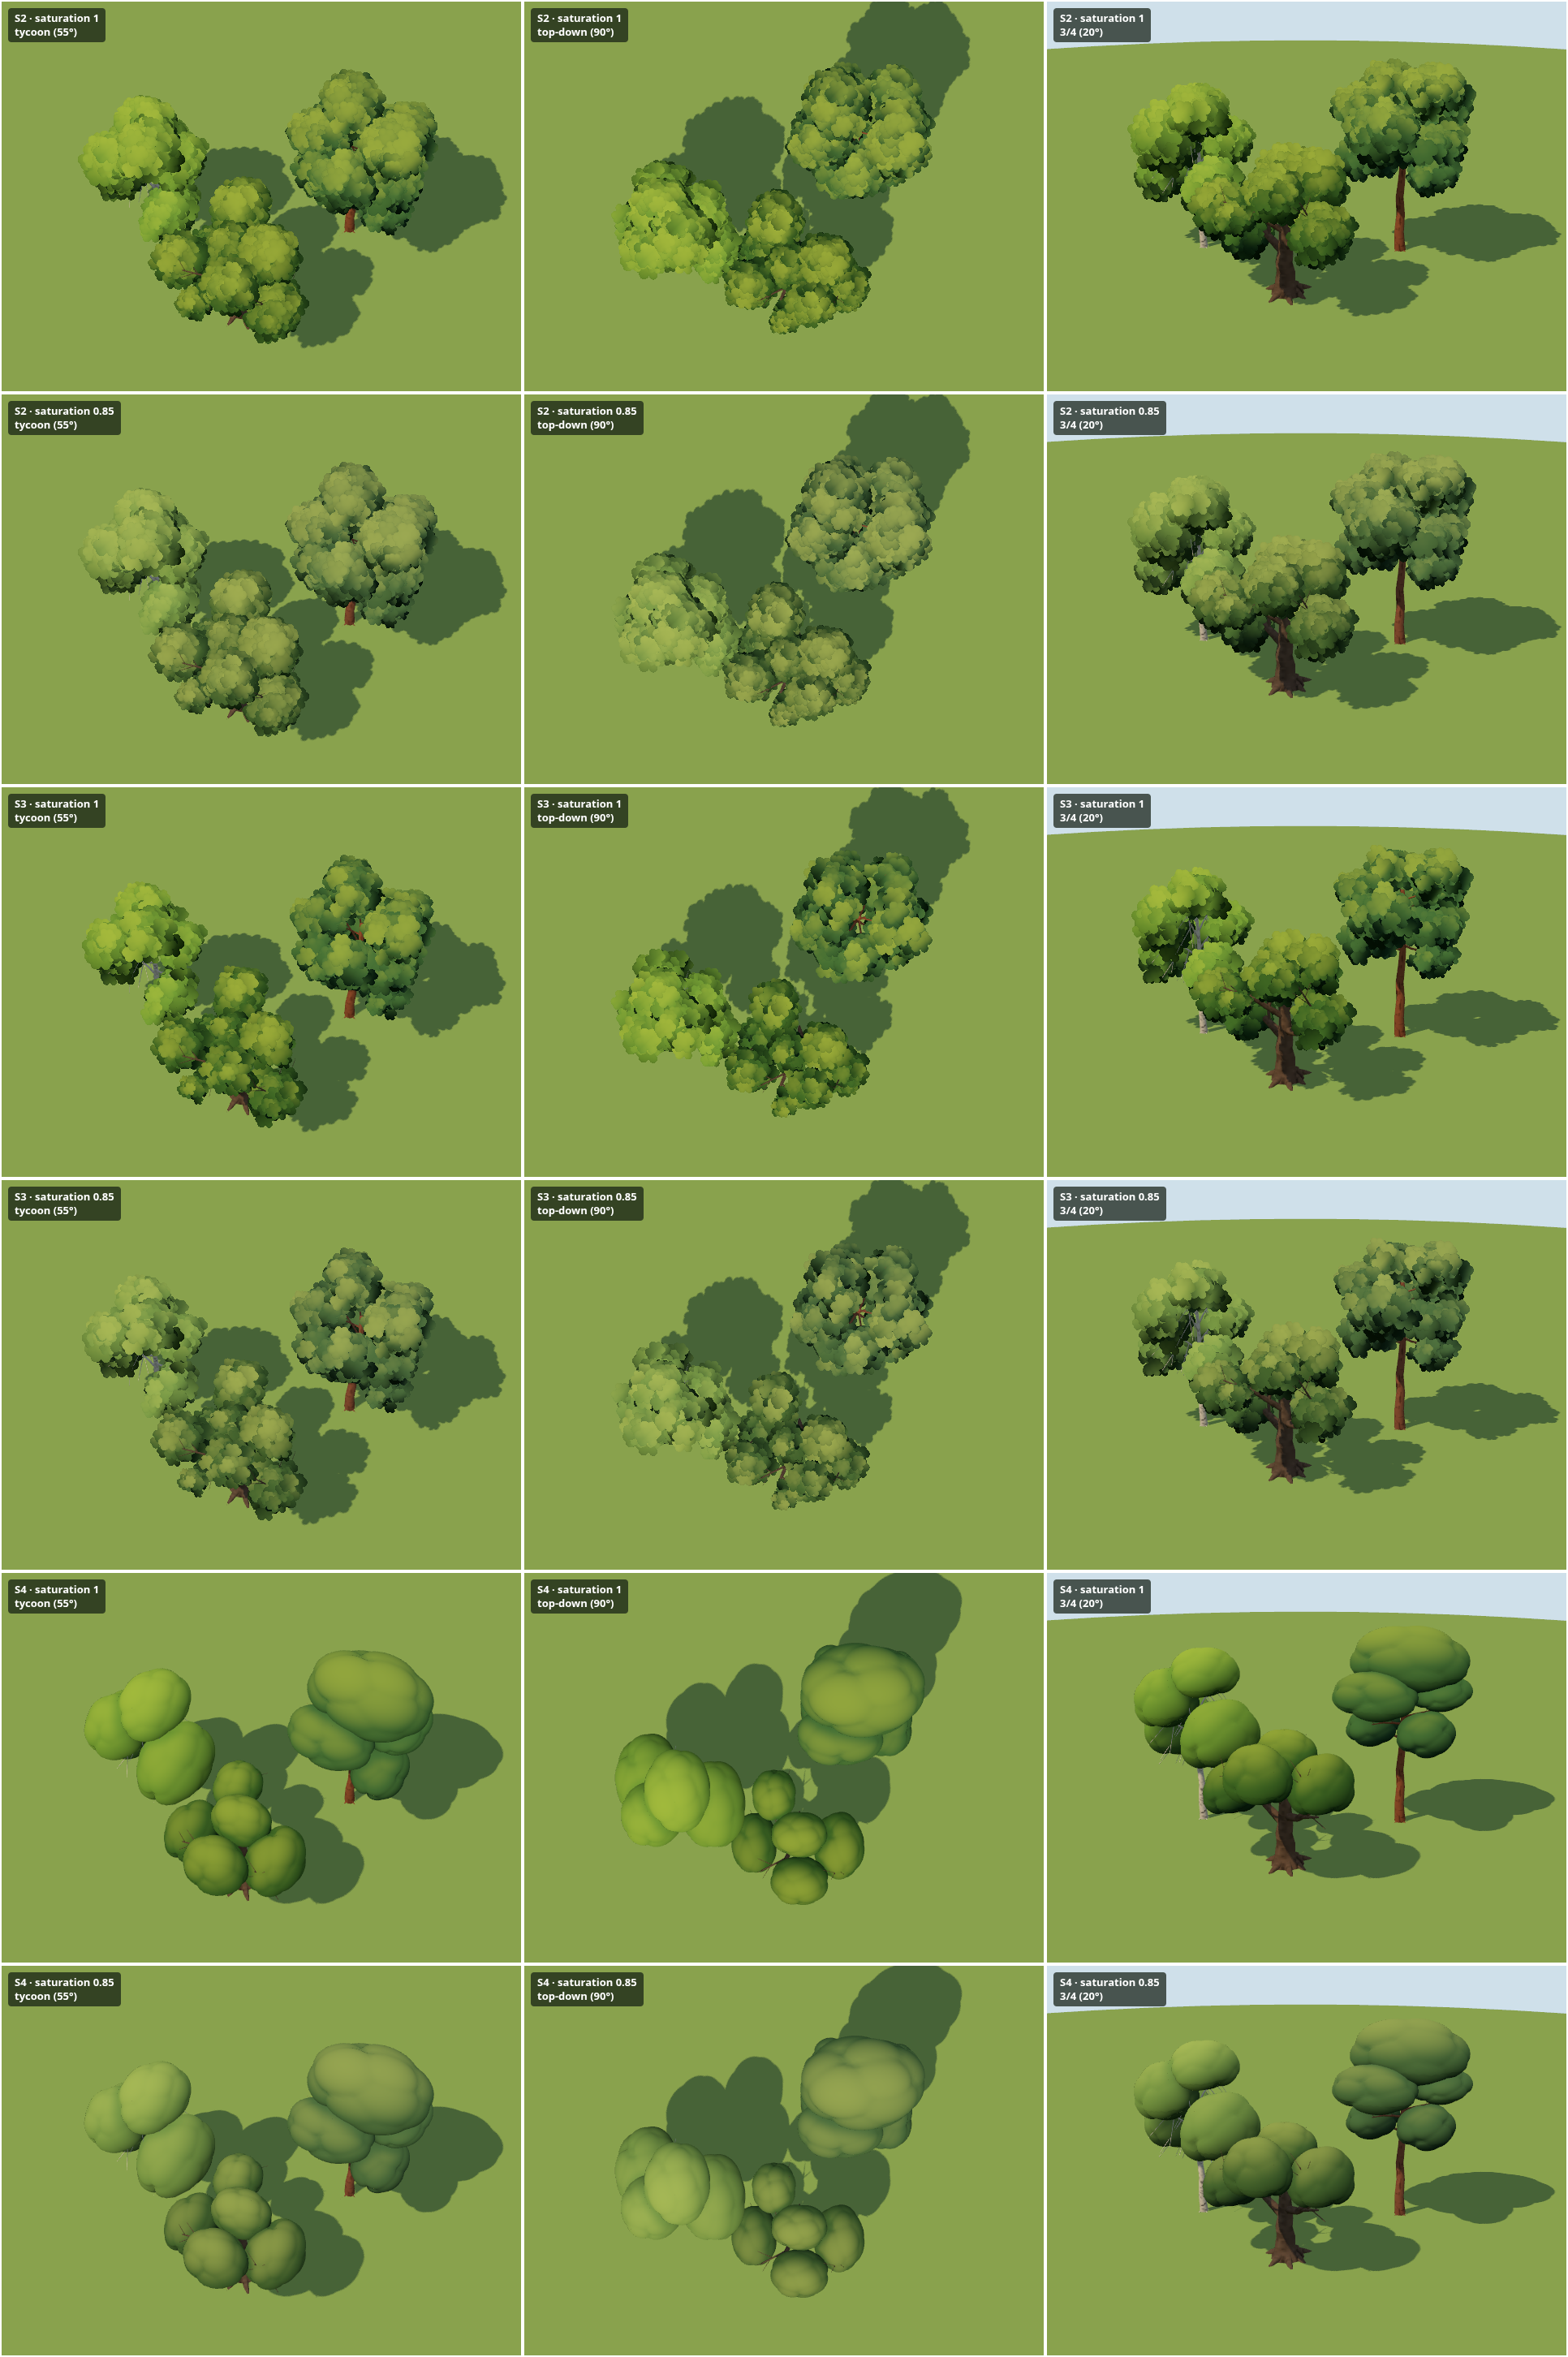 S2 · saturation 1
tycoon (55°)
S2 · saturation 1
top-down (90°)
S2 · saturation 1
3/4 (20°)
S2 · saturation 0.85
tycoon (55°)
S2 · saturation 0.85
top-down (90°)
S2 · saturation 0.85
3/4 (20°)
S3 · saturation 1
tycoon (55°)
S3 · saturation 1
top-down (90°)
S3 · saturation 1
3/4 (20°)
S3 · saturation 0.85
tycoon (55°)
S3 · saturation 0.85
top-down (90°)
S3 · saturation 0.85
3/4 (20°)
S4 · saturation 1
tycoon (55°)
S4 · saturation 1
top-down (90°)
S4 · saturation 1
3/4 (20°)
S4 · saturation 0.85
tycoon (55°)
S4 · saturation 0.85
top-down (90°)
S4 · saturation 0.85
3/4 (20°)